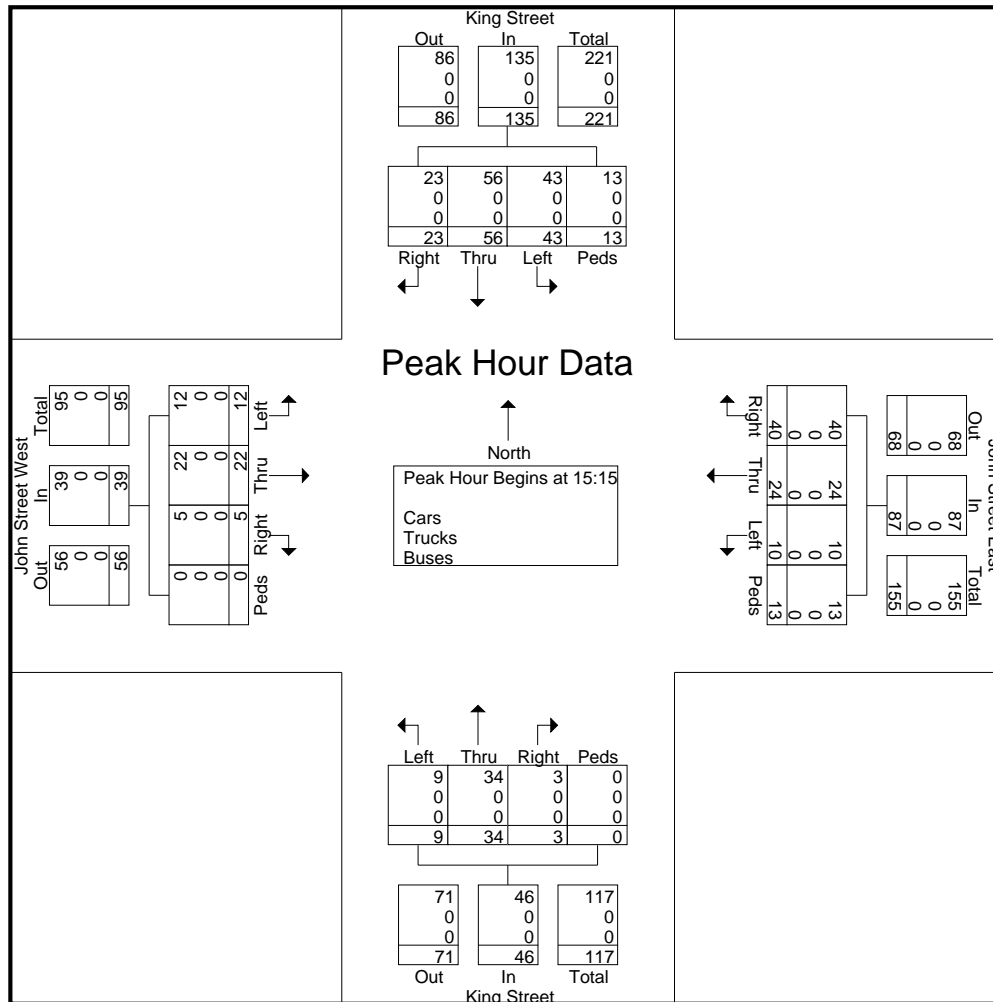 King Street
Out In Total
86 135 221
0 0 0
0 0 0
86 135 221
23 56 43 13
0 0 0 0
0 0 0 0
23 56 43 13
Right Thru Left Peds
Peak Hour Data
North
Peak Hour Begins at 15:15
Cars
Trucks
Buses
John Street West
Out In Total
56 39 95
0 0 0
0 0 0
56 39 95
0 5 22 12
0 0 0 0
0 0 0 0
0 5 22 12
Peds Right Thru Left
John Street East
Out In Total
68 87 155
0 0 0
0 0 0
68 87 155
40 24 10 13
0 0 0 0
0 0 0 0
40 24 10 13
Right Thru Left Peds
Left Thru Right Peds
9 34 3 0
0 0 0 0
0 0 0 0
9 34 3 0
71 46 117
0 0 0
0 0 0
71 46 117
Out In Total
King Street